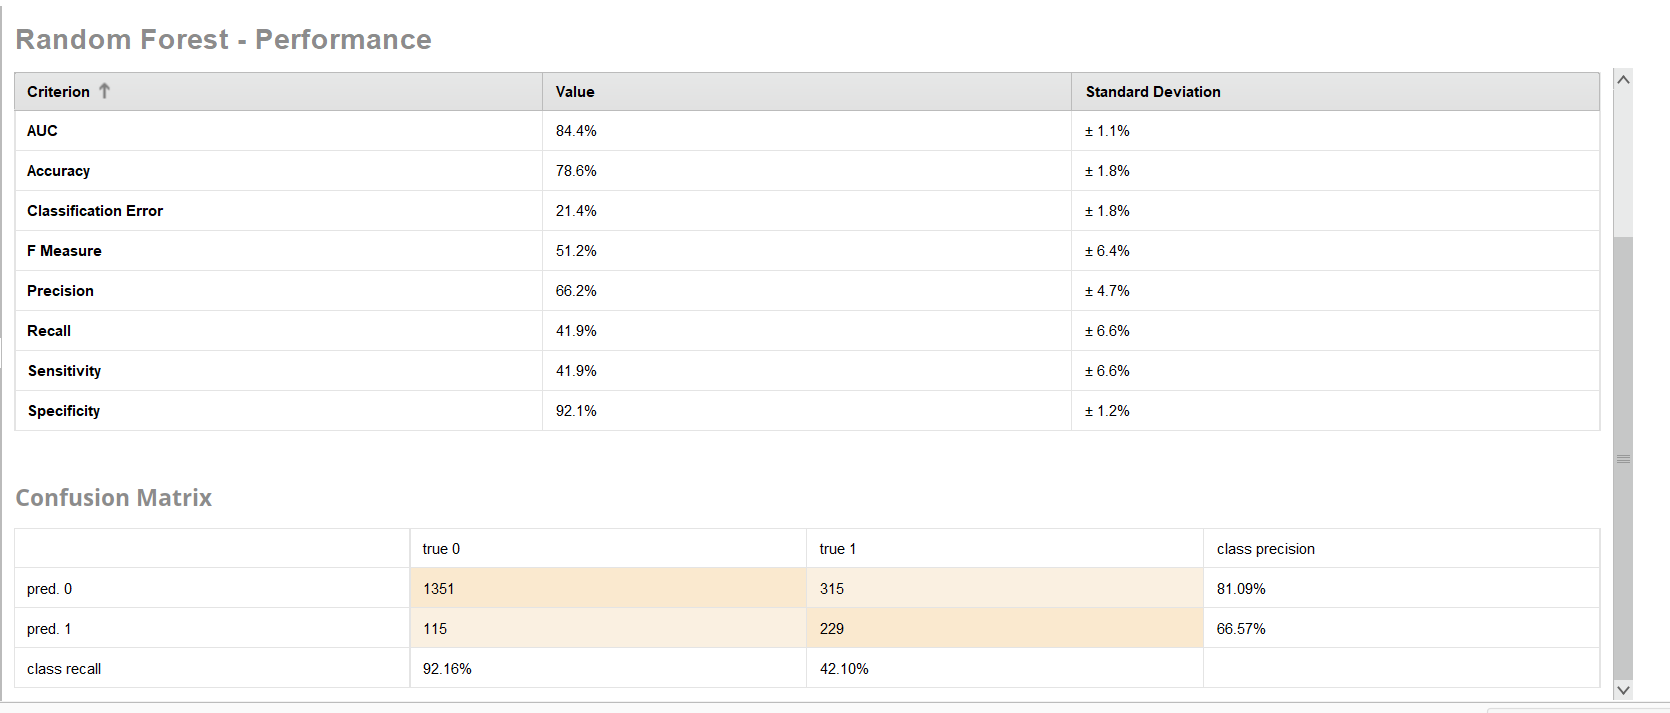 Random Forest - Performance
Criterion ↑ Value Standard Deviation
AUC 84.4% ± 1.1%
Accuracy 78.6% ± 1.8%
Classification Error 21.4% ± 1.8%
F Measure 51.2% ± 6.4%
Precision 66.2% ± 4.7%
Recall 41.9% ± 6.6%
Sensitivity 41.9% ± 6.6%
Specificity 92.1% ± 1.2%
Confusion Matrix
true 0 true 1 class precision
pred. 0 1351 315 81.09%
pred. 1 115 229 66.57%
class recall 92.16% 42.10%